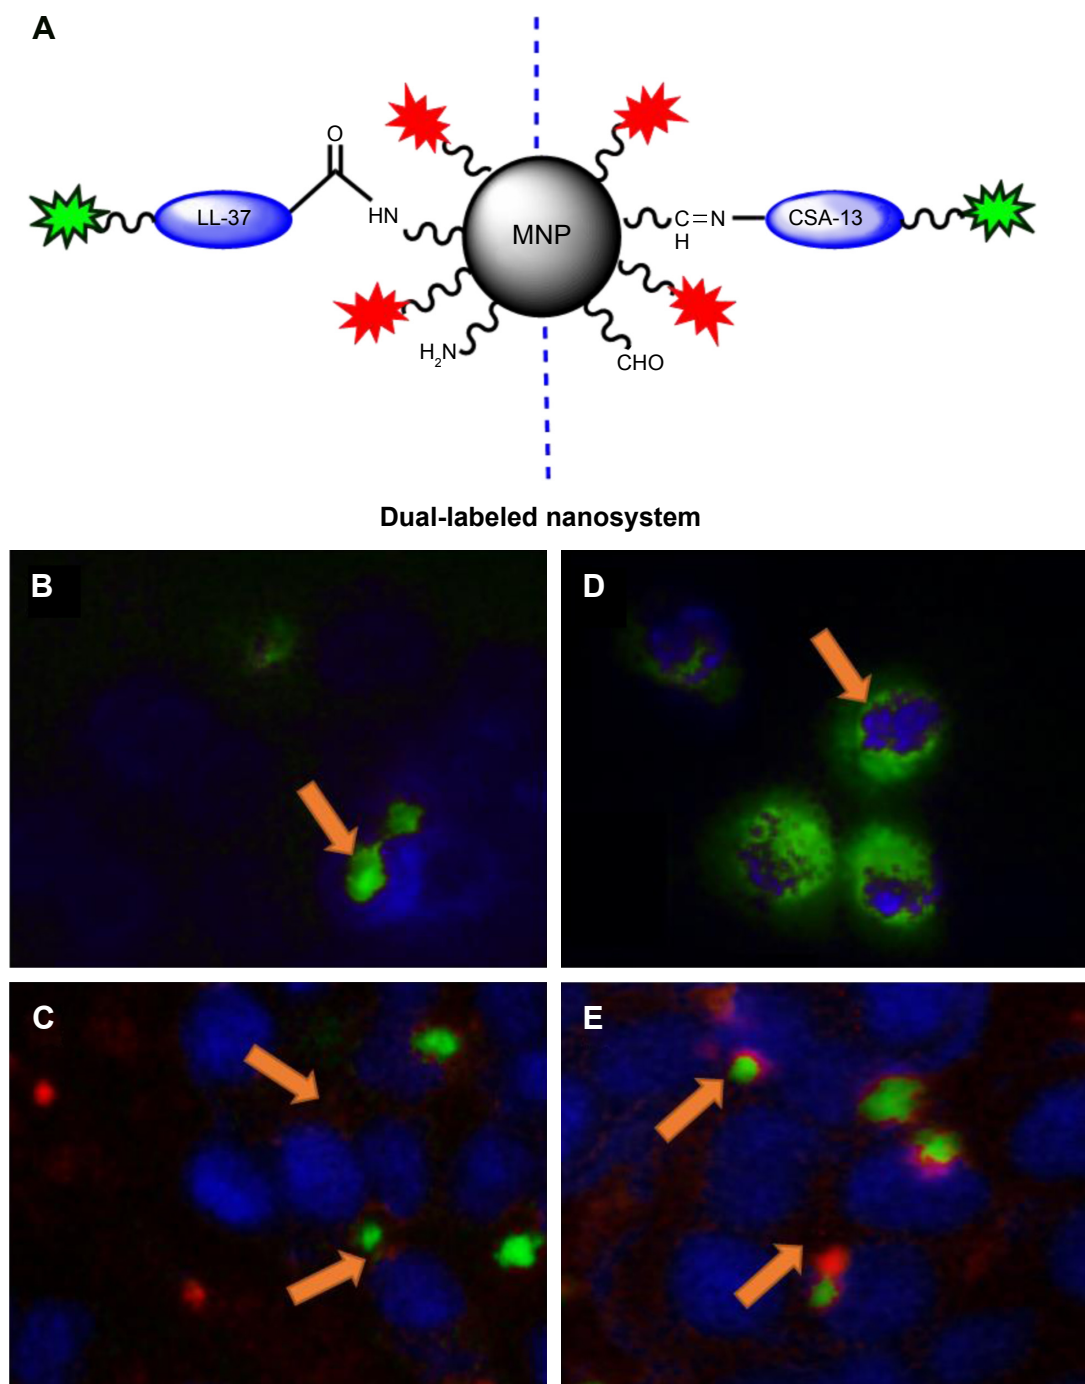 A
O
LL-37
HN
MNP
C=N
H
CSA-13
H2N
CHO
Dual-labeled nanosystem
B
D
C
E